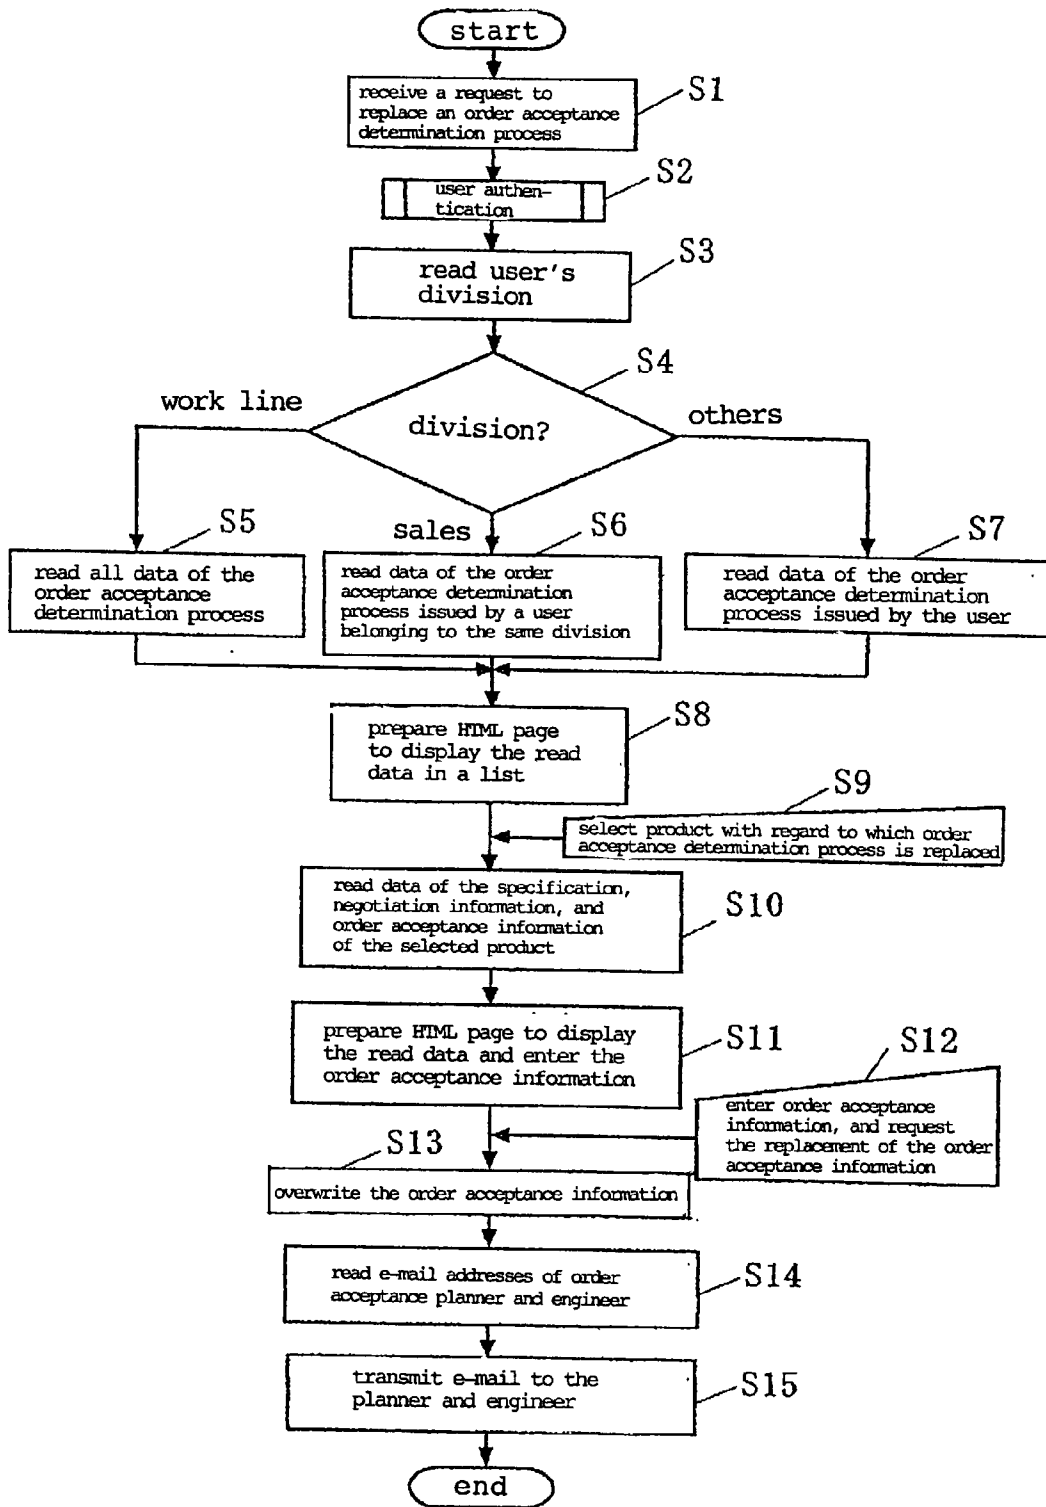 start
receive a request to
replace an order acceptance
determination process
S1
user authen-
tication
S2
read user's
division
S3
S4
division?
work line
others
sales
S5
read all data of the
order acceptance
determination process
S6
read data of the order
acceptance determination
process issued by a user
belonging to the same division
S7
read data of the order
acceptance determination
process issued by the user
S8
prepare HTML page
to display the read
data in a list
S9
select product with regard to which order
acceptance determination process is replaced
read data of the specification,
negotiation information, and
order acceptance information
of the selected product
S10
prepare HTML page to display
the read data and enter the
order acceptance information
S11
S12
enter order acceptance
information, and request
the replacement of the order
acceptance information
S13
overwrite the order acceptance information
read e-mail addresses of order
acceptance planner and engineer
S14
transmit e-mail to the
planner and engineer
S15
end